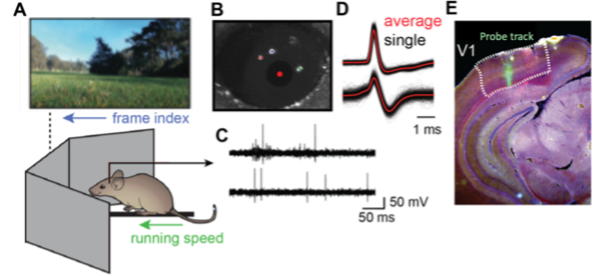 A
frame index
running speed
B
C
50 mV
50 ms
D
average
single
1 ms
E
Probe track
V1